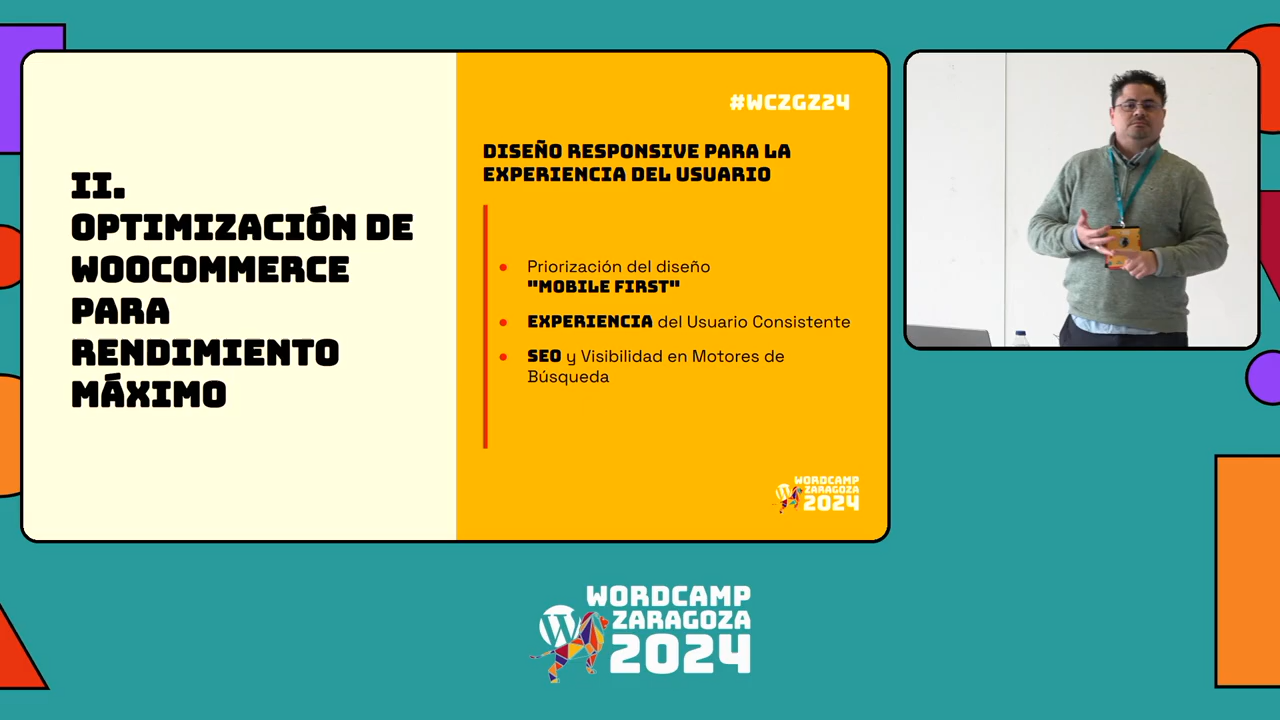 II.
OPTIMIZACIÓN DE
WOOCOMMERCE
PARA
RENDIMIENTO
MÁXIMO
#WCZGZ24
DISEÑO RESPONSIVE PARA LA
EXPERIENCIA DEL USUARIO
• Priorización del diseño
"MOBILE FIRST"
• EXPERIENCIA del Usuario Consistente
• SEO y Visibilidad en Motores de
Búsqueda
WORDCAMP
ZARAGOZA
2024
WORDCAMP
ZARAGOZA
2024